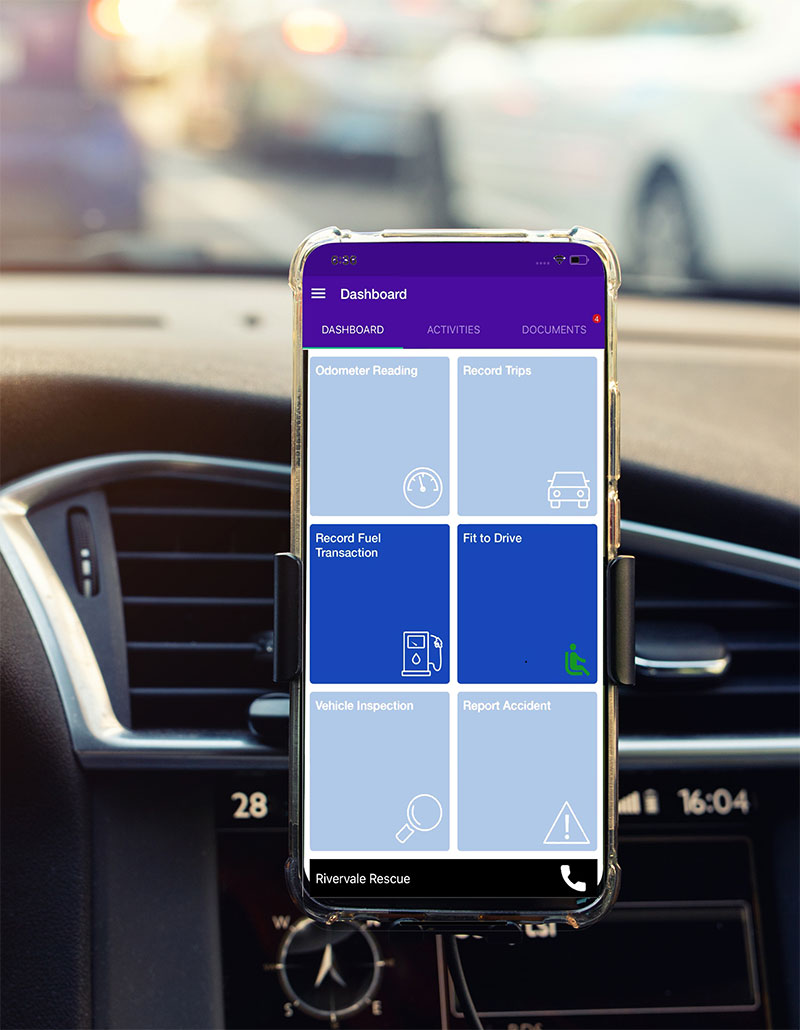 Dashboard
DASHBOARD ACTIVITIES DOCUMENTS 4
Odometer Reading
Record Trips
Record Fuel
Transaction
Fit to Drive
Vehicle Inspection
Report Accident
28
16:04
Rivervale Rescue
W
S
E